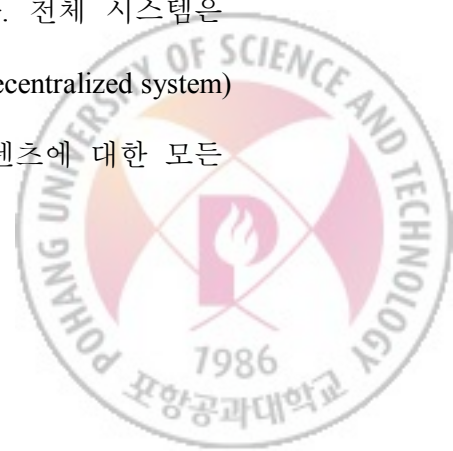 . 전체 시스템은
ecentralized system)
텐츠에 대한 모든
POHANG UNIVERSITY OF SCIENCE AND TECHNOLOGY
P
1986
포항공과대학교